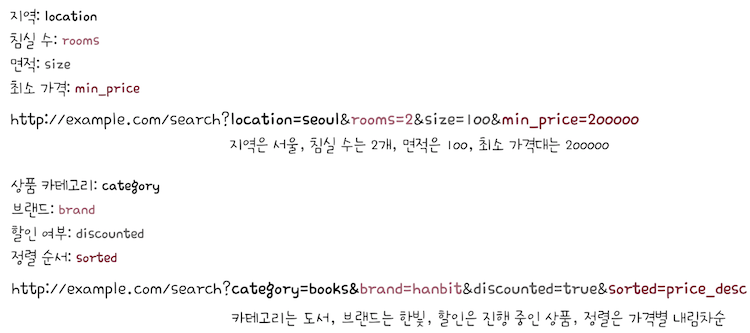 지역: location
침실 수: rooms
면적: size
최소 가격: min_price
http://example.com/search?location=seoul&rooms=2&size=100&min_price=200000
지역은 서울, 침실 수는 2개, 면적은 100, 최소 가격대는 200000
상품 카테고리: category
브랜드: brand
할인 여부: discounted
정렬 순서: sorted
http://example.com/search?category=books&brand=hanbit&discounted=true&sorted=price_desc
카테고리는 도서, 브랜드는 한빛, 할인은 진행 중인 상품, 정렬은 가격별 내림차순